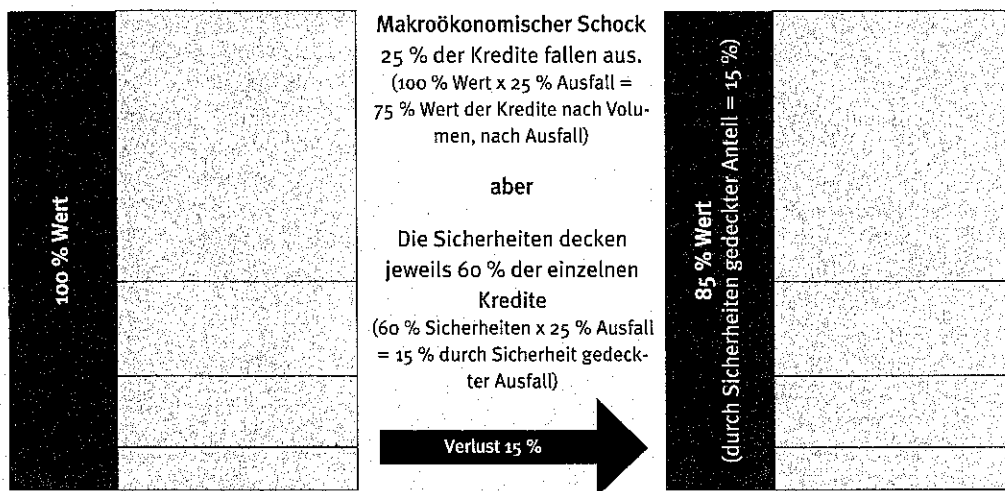 100 % Wert
Makroökonomischer Schock
25 % der Kredite fallen aus.
(100 % Wert x 25 % Ausfall =
75 % Wert der Kredite nach Volu-
men, nach Ausfall)
aber
Die Sicherheiten decken
jeweils 60 % der einzelnen
Kredite
(60 % Sicherheiten x 25 % Ausfall
= 15 % durch Sicherheit gedeck-
ter Ausfall)
Verlust 15 %
85 % Wert
(durch Sicherheiten gedeckter Anteil = 15 %)